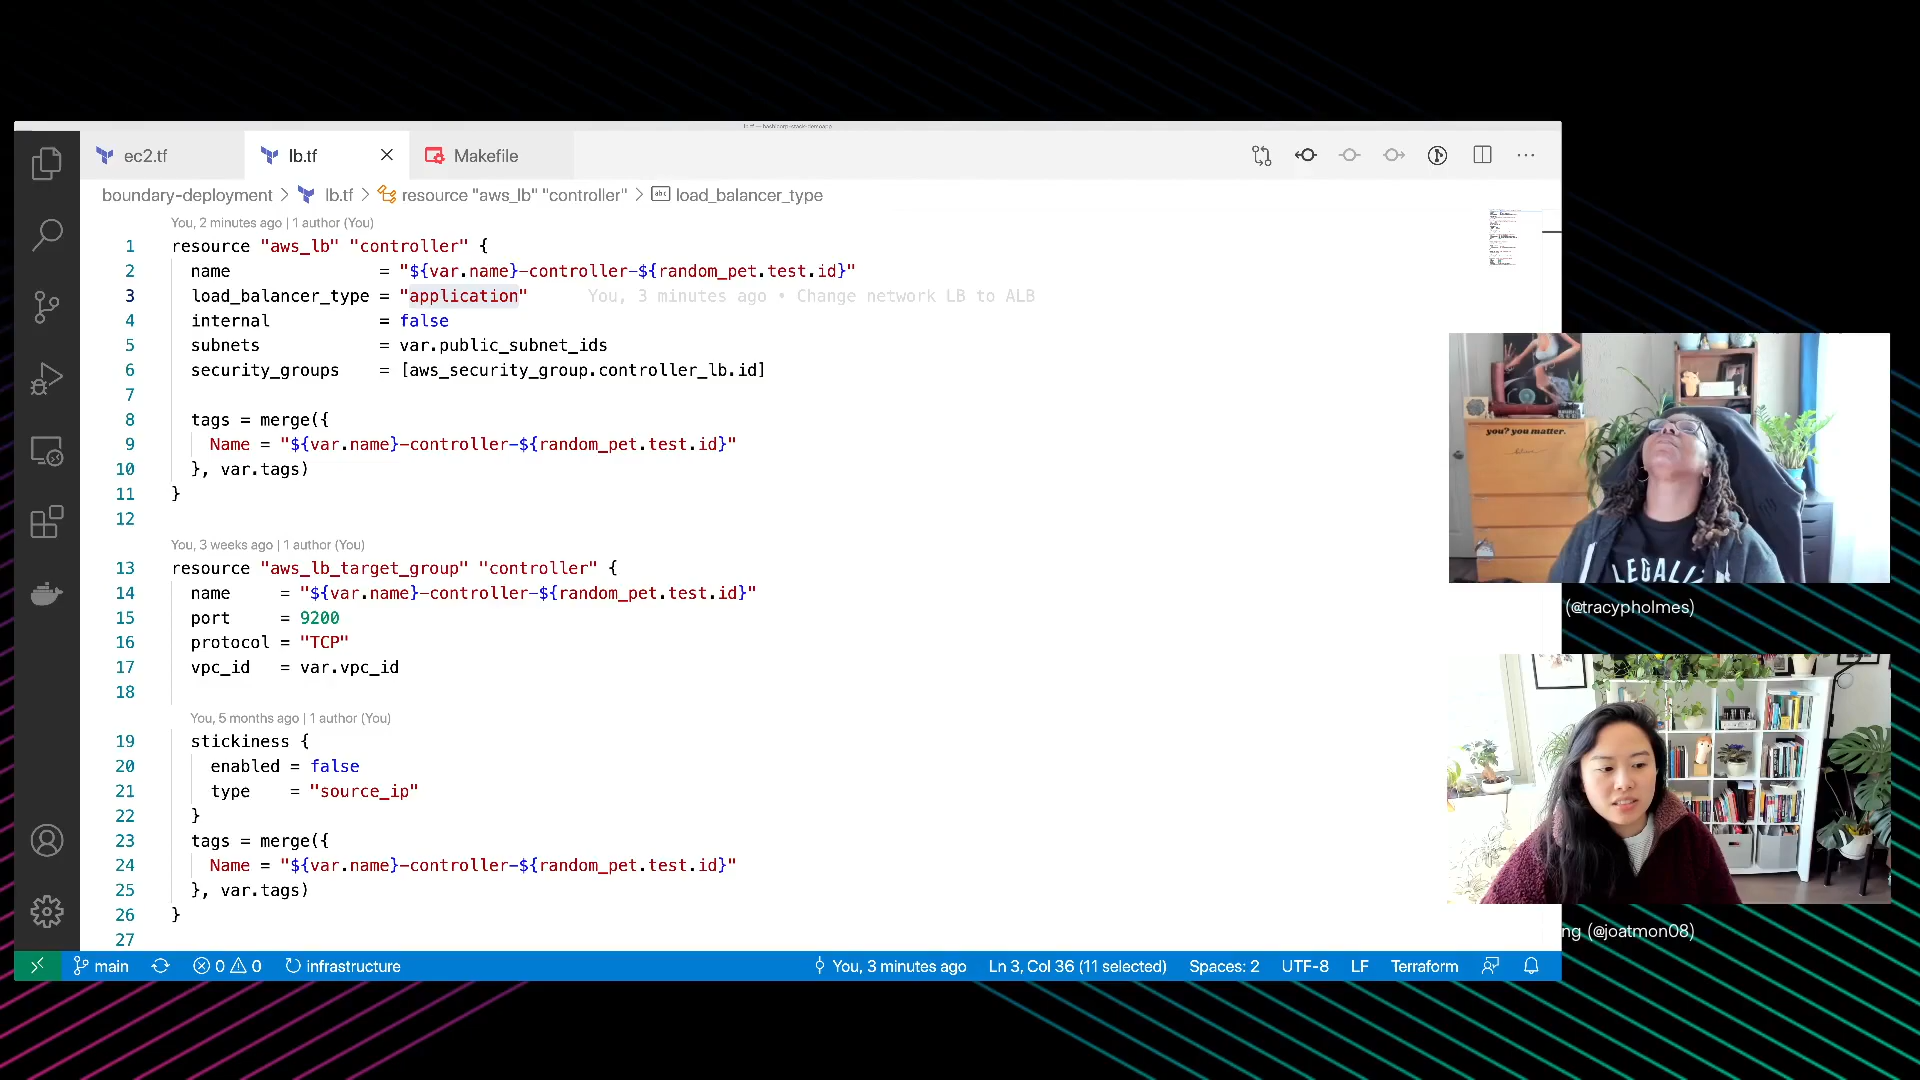 ec2.tf
lb.tf
Makefile
boundary-deployment > lb.tf > resource "aws_lb" "controller" > load_balancer_type
You, 2 minutes ago | 1 author (You)
1 resource "aws_lb" "controller" {
2 name = "${var.name}-controller-${random_pet.test.id}"
3 load_balancer_type = "application" You, 3 minutes ago • Change network LB to ALB
4 internal = false
5 subnets = var.public_subnet_ids
6 security_groups = [aws_security_group.controller_lb.id]
7
8 tags = merge({
9 Name = "${var.name}-controller-${random_pet.test.id}"
10 }, var.tags)
11 }
12
You, 3 weeks ago | 1 author (You)
13 resource "aws_lb_target_group" "controller" {
14 name = "${var.name}-controller-${random_pet.test.id}"
15 port = 9200
16 protocol = "TCP"
17 vpc_id = var.vpc_id
18
You, 5 months ago | 1 author (You)
19 stickiness {
20 enabled = false
21 type = "source_ip"
22 }
23 tags = merge({
24 Name = "${var.name}-controller-${random_pet.test.id}"
25 }, var.tags)
26 }
27
main
0 0
infrastructure
You, 3 minutes ago
Ln 3, Col 36 (11 selected)
Spaces: 2
UTF-8
LF
Terraform
you? you matter.
LEGALI
(@tracypholmes)
ng (@joatmon08)